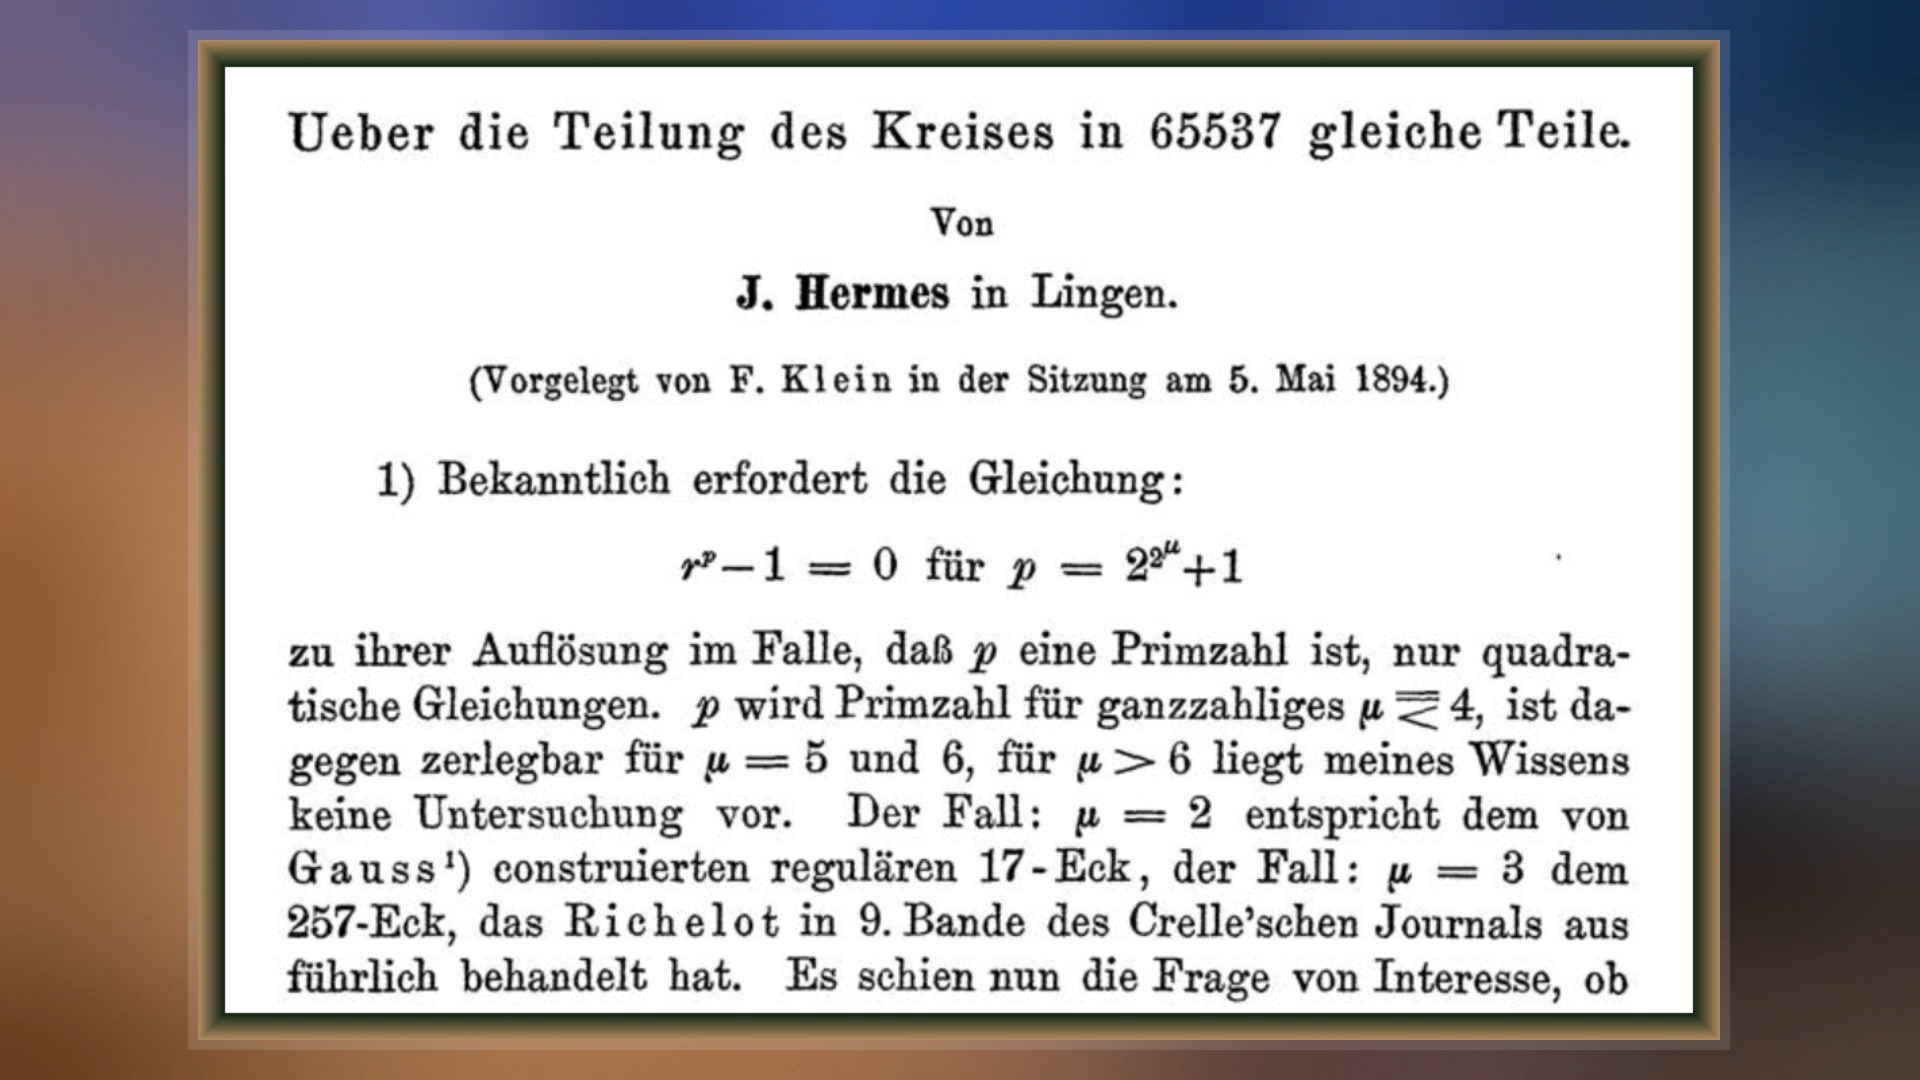 Ueber die Teilung des Kreises in 65537 gleiche Teile.
Von
J. Hermes in Lingen.
(Vorgelegt von F. Klein in der Sitzung am 5. Mai 1894.)
1) Bekanntlich erfordert die Gleichung:
r^p − 1 = 0 für p = 2^{2^μ} + 1
zu ihrer Auflösung im Falle, daß p eine Primzahl ist, nur quadra-
tische Gleichungen. p wird Primzahl für ganzzahliges μ ⋜ 4, ist da-
gegen zerlegbar für μ = 5 und 6, für μ > 6 liegt meines Wissens
keine Untersuchung vor. Der Fall: μ = 2 entspricht dem von
Gauss¹) construierten regulären 17-Eck, der Fall: μ = 3 dem
257-Eck, das Richelot in 9. Bande des Crelle’schen Journals aus
führlich behandelt hat. Es schien nun die Frage von Interesse, ob